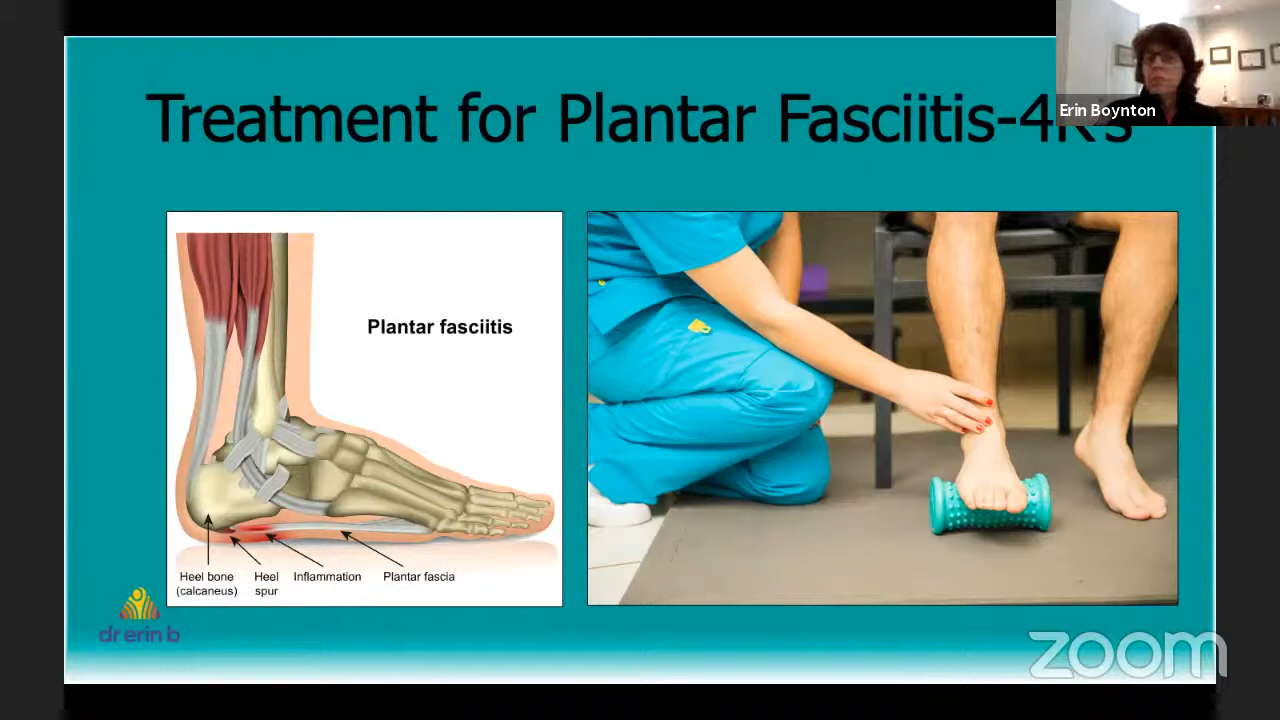 Treatment for Plantar Fasciitis-4R's
Erin Boynton
Plantar fasciitis
Heel bone
(calcaneus)
Heel
spur
Inflammation
Plantar fascia
dr erin b
zoom